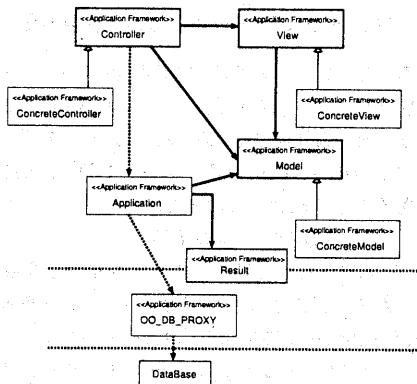 <<Application Framework>>
Controller
<<Application Framework>>
View
<<Application Framework>>
ConcreteController
<<Application Framework>>
ConcreteView
<<Application Framework>>
Model
<<Application Framework>>
Application
<<Application Framework>>
ConcreteModel
<<Application Framework>>
Result
<<Application Framework>>
OO_DB_PROXY
DataBase